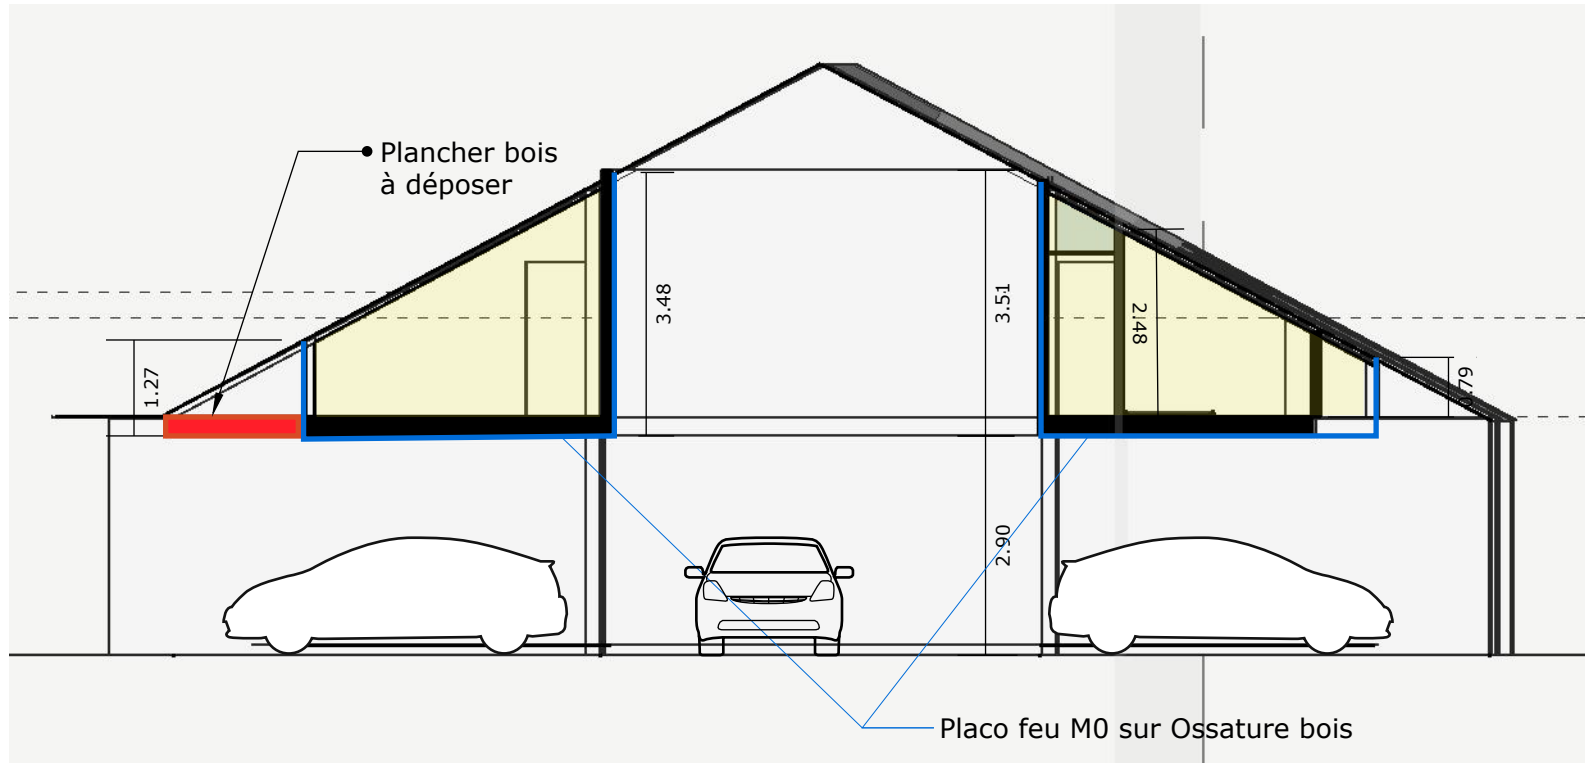 Plancher bois
à déposer
3.48
3.51
2.48
1.27
0.79
2.90
Placo feu M0 sur Ossature bois